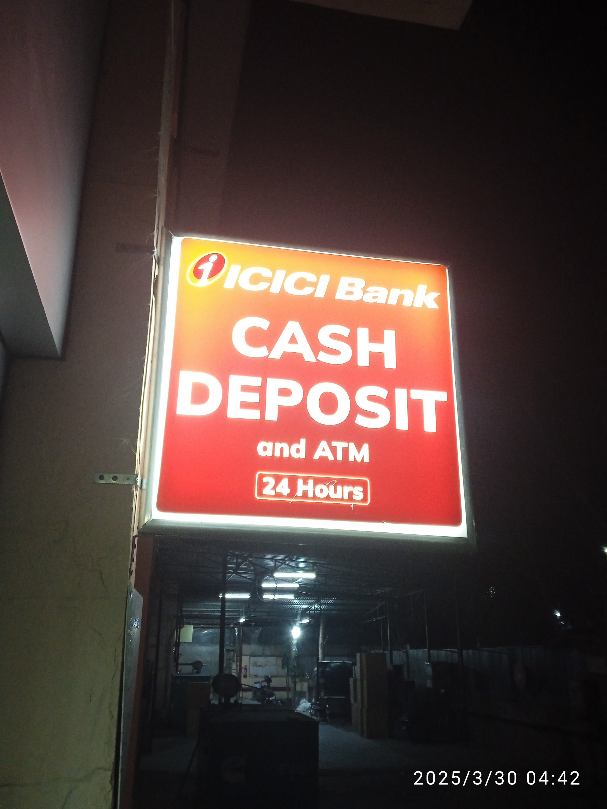 i ICICI Bank
CASH
DEPOSIT
and ATM
24 Hours
2025/3/30 04:42